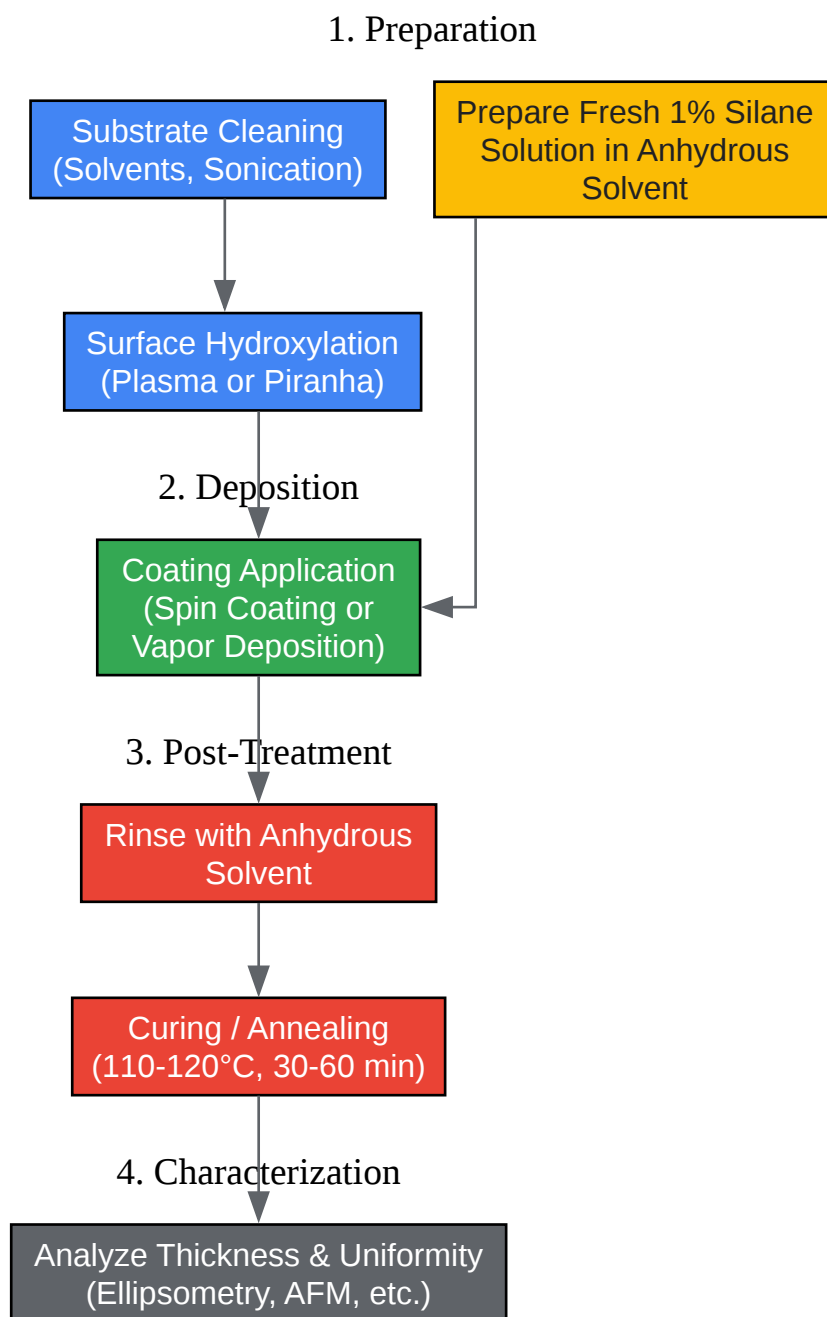 1. Preparation
Substrate Cleaning
(Solvents, Sonication)
Prepare Fresh 1% Silane
Solution in Anhydrous
Solvent
Surface Hydroxylation
(Plasma or Piranha)
2. Deposition
Coating Application
(Spin Coating or
Vapor Deposition)
3. Post-Treatment
Rinse with Anhydrous
Solvent
Curing / Annealing
(110-120°C, 30-60 min)
4. Characterization
Analyze Thickness & Uniformity
(Ellipsometry, AFM, etc.)